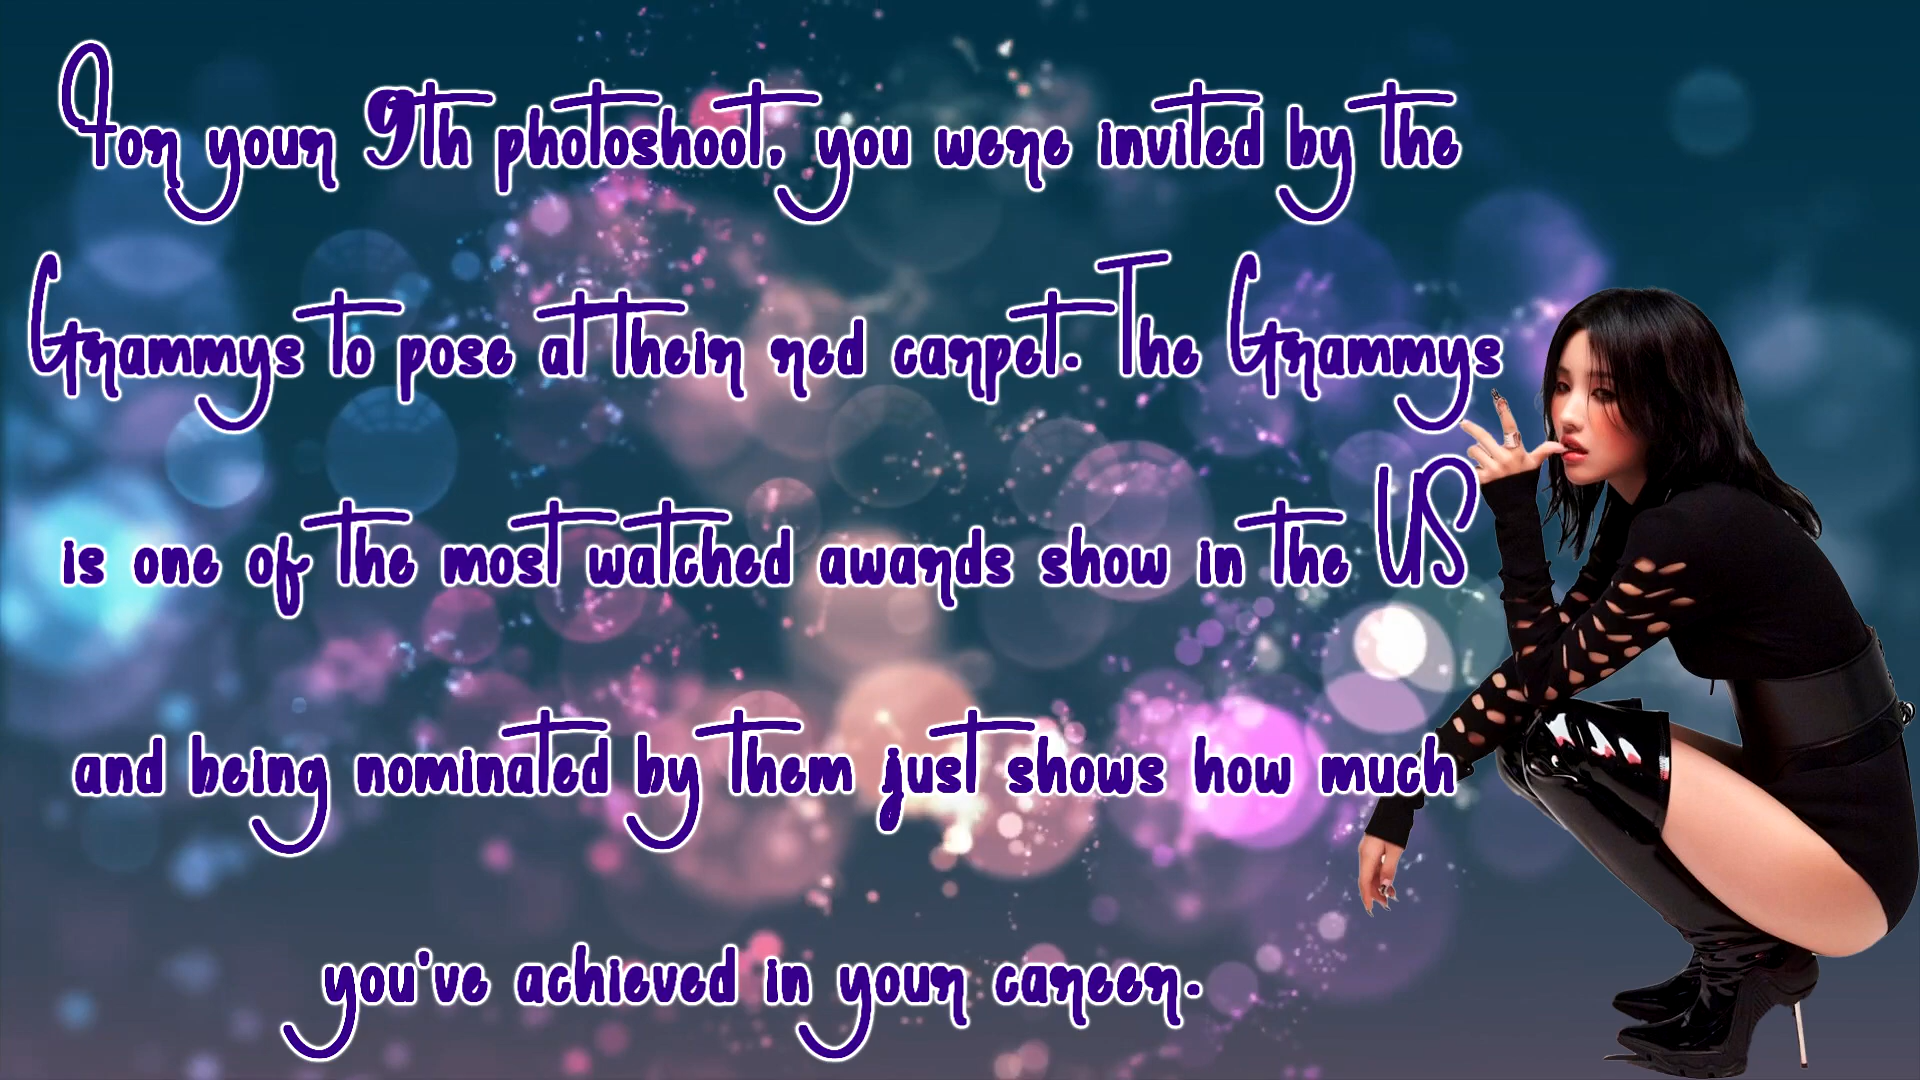 For your 9th photoshoot, you were invited by the
Grammys to pose at their red carpet. The Grammys
is one of the most watched awards show in the US
and being nominated by them just shows how much
you've achieved in your career.